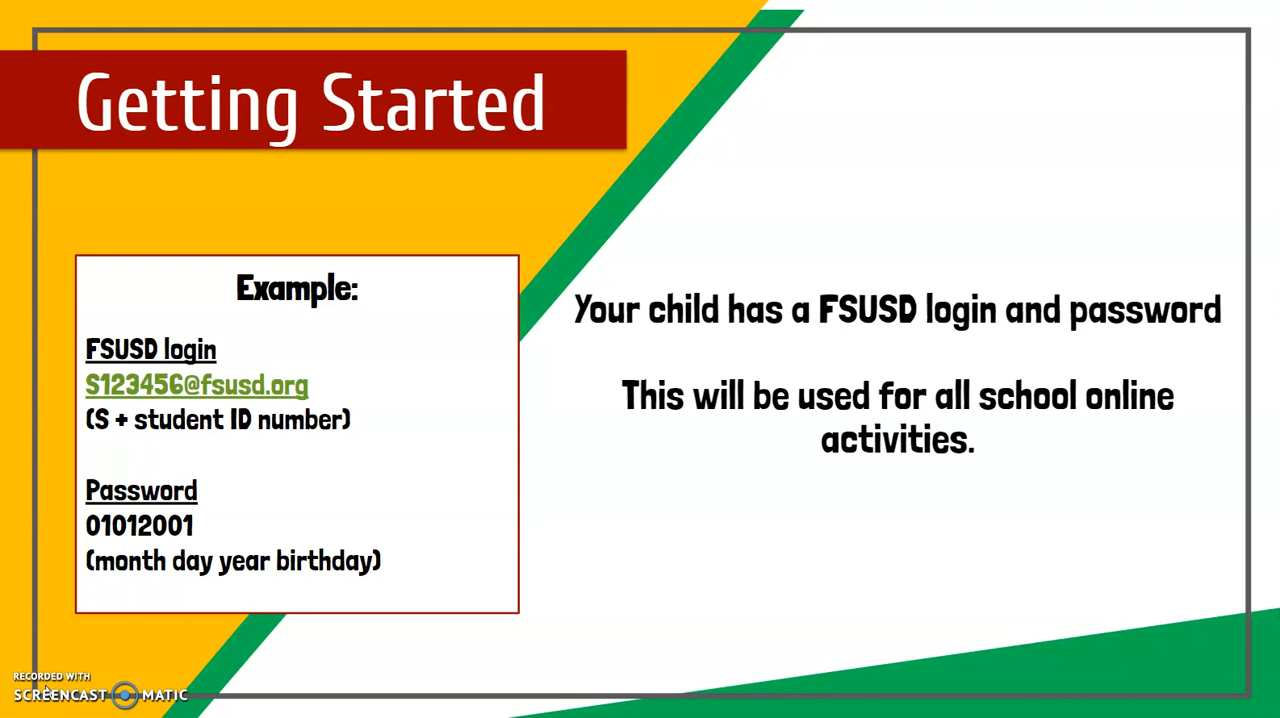 Getting Started
Example:
FSUSD login
S123456@fsusd.org
(S + student ID number)
Password
01012001
(month day year birthday)
Your child has a FSUSD login and password
This will be used for all school online
activities.
RECORDED WITH
SCREENCAST MATIC